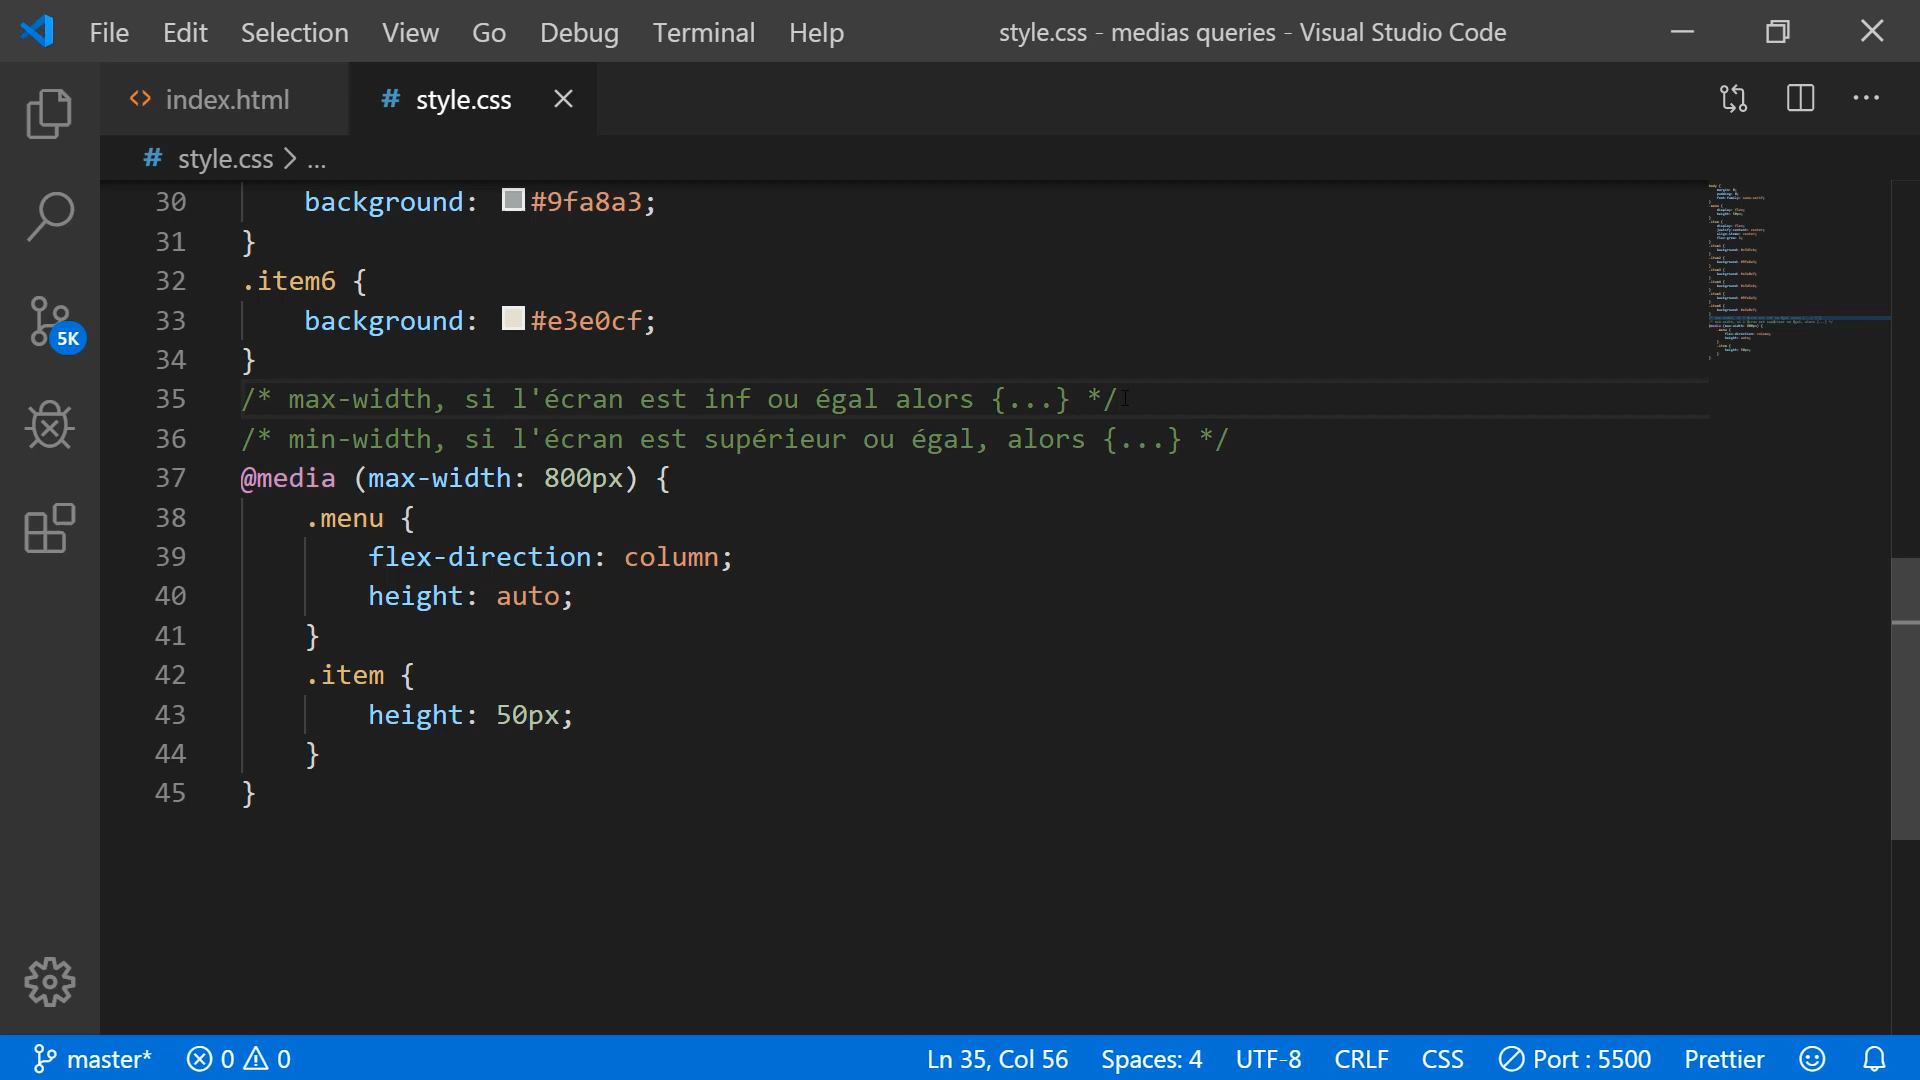 File Edit Selection View Go Debug Terminal Help style.css - medias queries - Visual Studio Code
index.html # style.css
# style.css > ...
30 background: #9fa8a3;
31 }
32 .item6 {
33 background: #e3e0cf;
34 }
35 /* max-width, si l'écran est inf ou égal alors {...} */
36 /* min-width, si l'écran est supérieur ou égal, alors {...} */
37 @media (max-width: 800px) {
38 .menu {
39 flex-direction: column;
40 height: auto;
41 }
42 .item {
43 height: 50px;
44 }
45 }
5K
master* 0 0 Ln 35, Col 56 Spaces: 4 UTF-8 CRLF CSS Port : 5500 Prettier